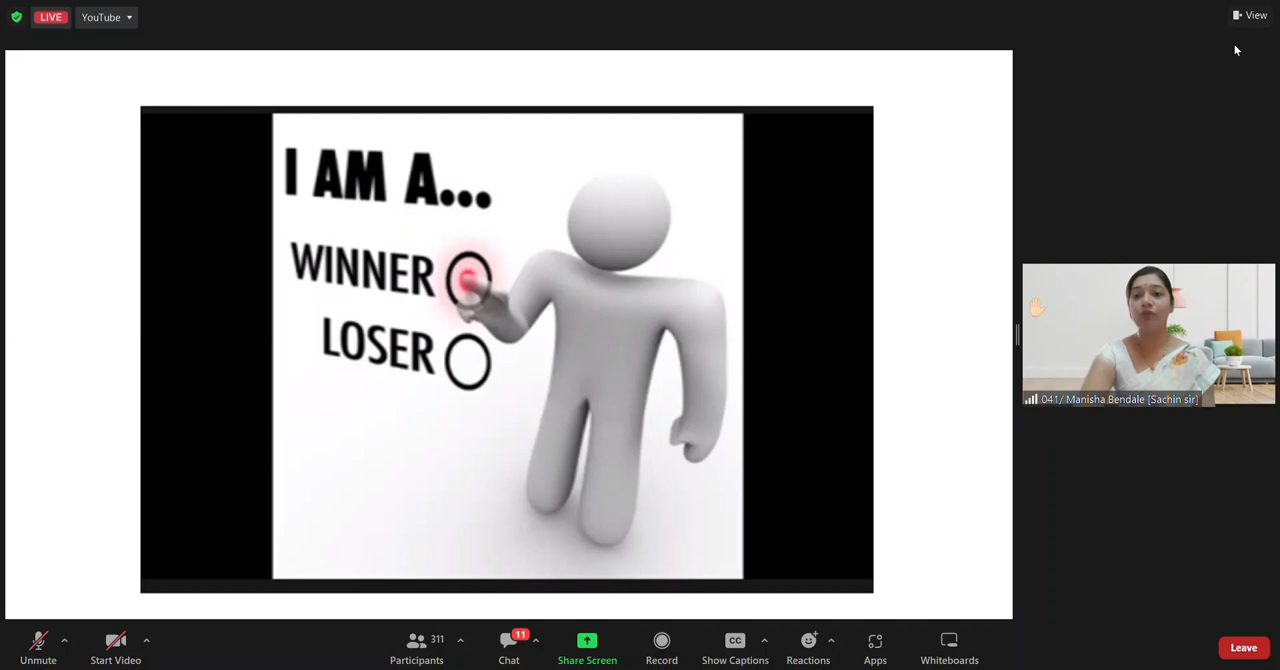 LIVE
YouTube
View
I AM A...
WINNER
LOSER
041/ Manisha Bendale [Sachin sir]
311
11
CC
Unmute
Start Video
Participants
Chat
Share Screen
Record
Show Captions
Reactions
Apps
Whiteboards
Leave